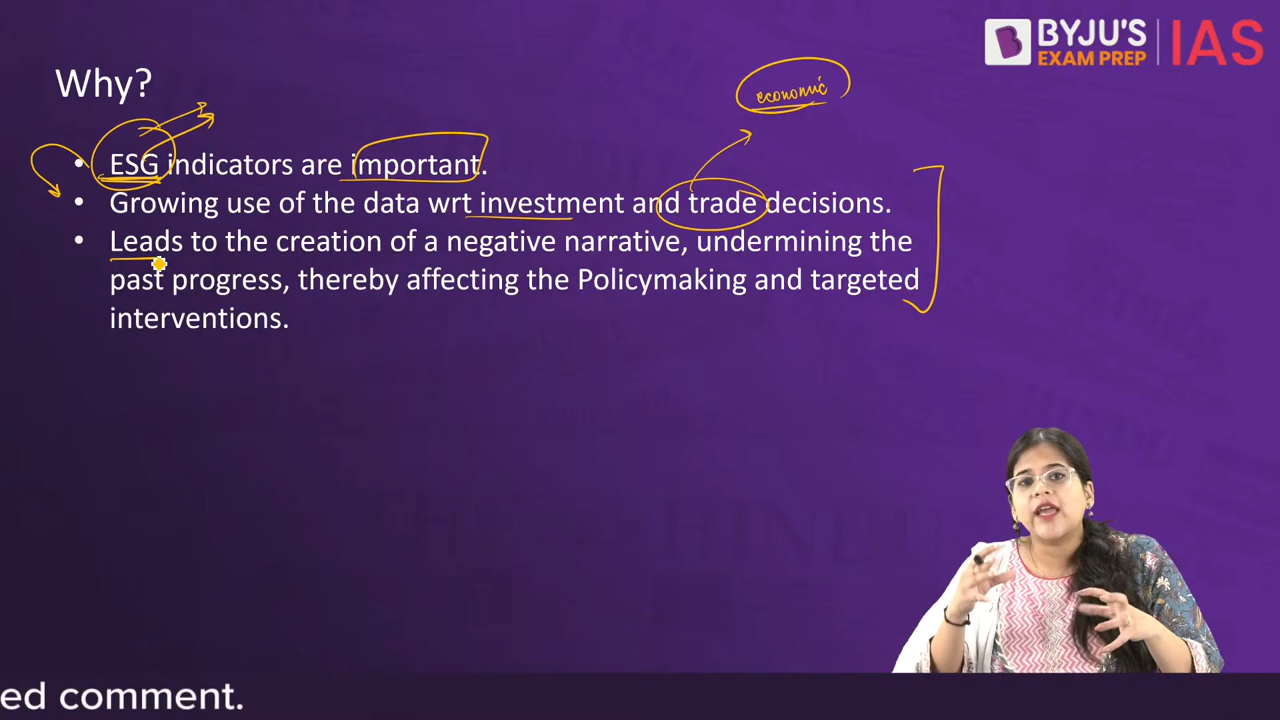 BYJU'S
EXAM PREP
IAS
Why?
economic
• ESG indicators are important.
• Growing use of the data wrt investment and trade decisions.
• Leads to the creation of a negative narrative, undermining the
past progress, thereby affecting the Policymaking and targeted
interventions.
ed comment.